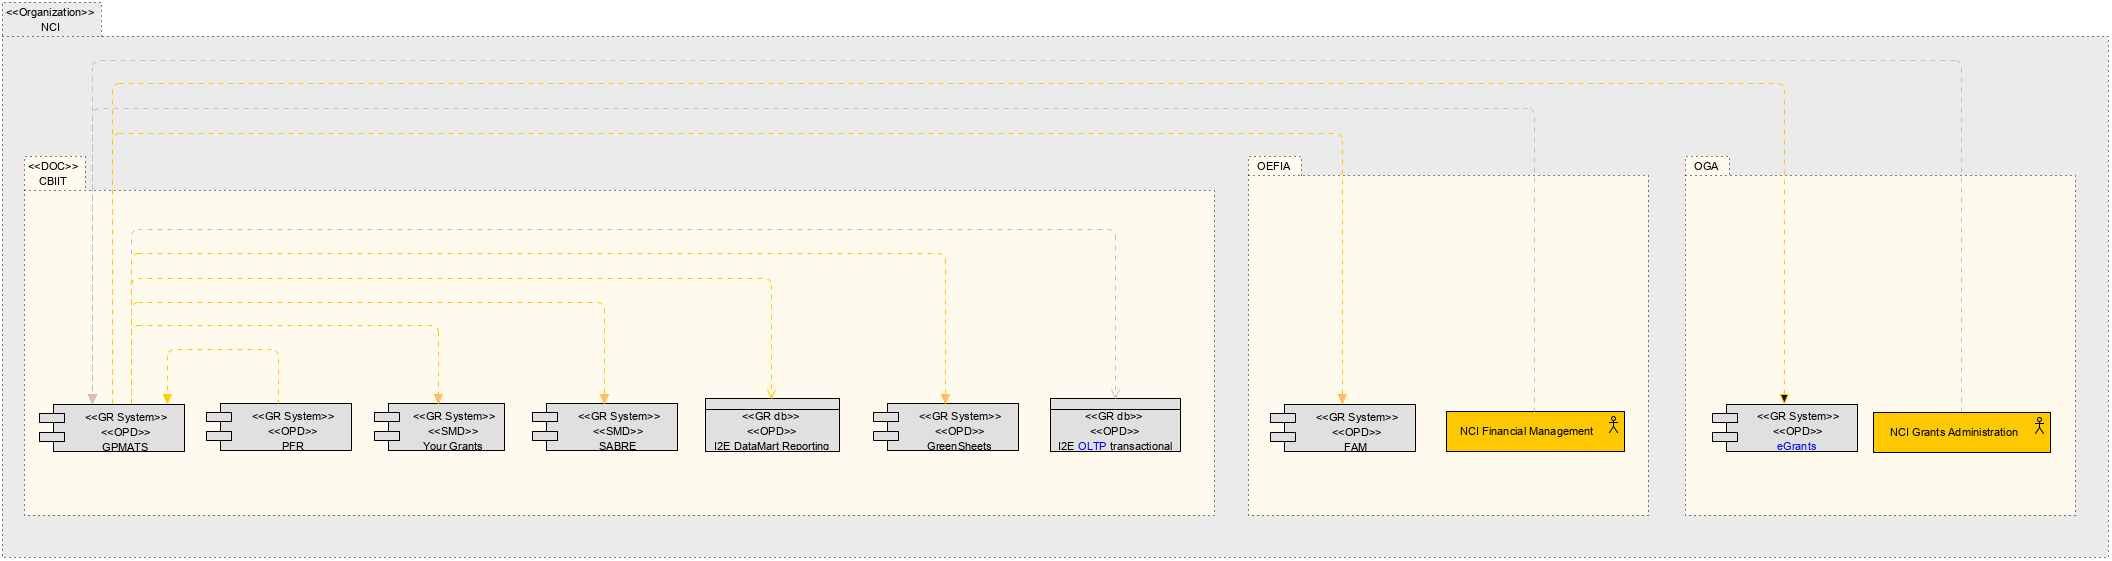 <<Organization>>
NCI
<<DOC>>
CBIIT
OEFIA
OGA
<<GR System>>
<<OPD>>
GPMATS
<<GR System>>
<<OPD>>
PFR
<<GR System>>
<<SMD>>
Your Grants
<<GR System>>
<<SMD>>
SABRE
<<GR db>>
<<OPD>>
I2E DataMart Reporting
<<GR System>>
<<OPD>>
GreenSheets
<<GR db>>
<<OPD>>
I2E OLTP transactional
<<GR System>>
<<OPD>>
FAM
NCI Financial Management
<<GR System>>
<<OPD>>
eGrants
NCI Grants Administration